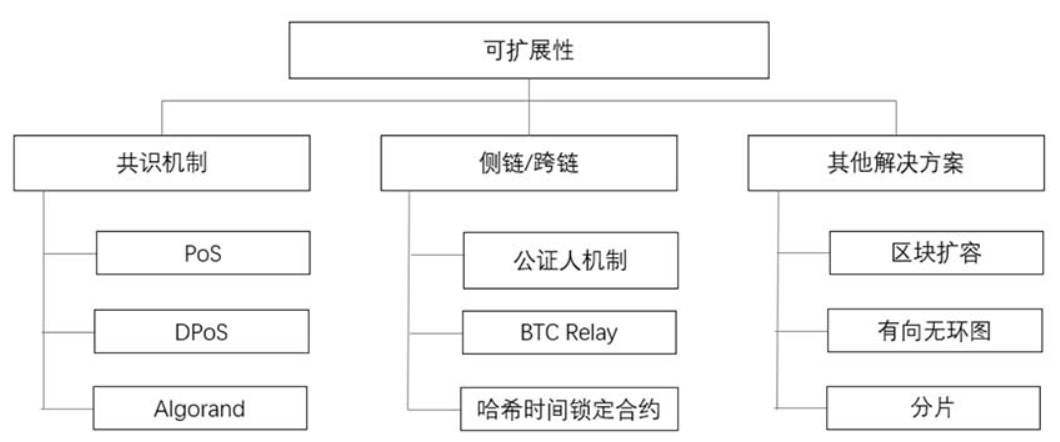 可扩展性
共识机制
侧链/跨链
其他解决方案
PoS
公证人机制
区块扩容
DPoS
BTC Relay
有向无环图
Algorand
哈希时间锁定合约
分片